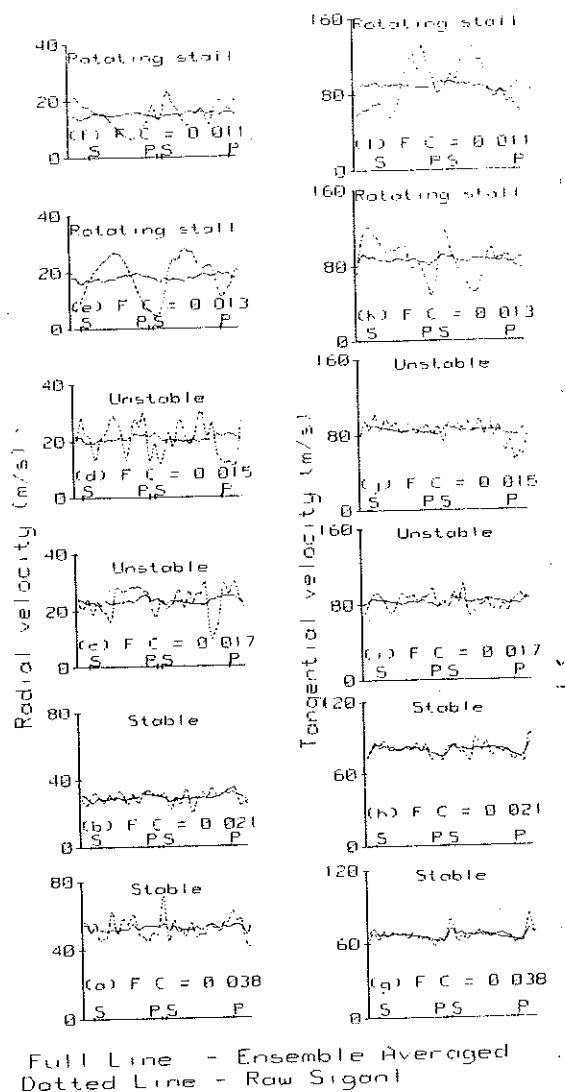 Radial velocity (m/s)
40
Rotating stall
20
(f) F C = 0 011
0
S P S P
40
Rotating stall
20
(e) F C = 0 013
0
S P S P
40
Unstable
20
(d) F C = 0 015
0
S P S P
40
Unstable
20
(c) F C = 0 017
0
S P S P
80
Stable
40
(b) F C = 0 021
0
S P S P
80
Stable
40
(a) F C = 0 038
0
S P S P
Tangential velocity (m/s)
160
Rotating stall
80
(l) F C = 0 011
0
S P S P
160
Rotating stall
80
(k) F C = 0 013
0
S P S P
160
Unstable
80
(j) F C = 0 015
0
S P S P
160
Unstable
80
(i) F C = 0 017
0
S P S P
120
Stable
60
(h) F C = 0 021
0
S P S P
120
Stable
60
(g) F C = 0 038
0
S P S P
Full Line - Ensemble Averaged
Dotted Line - Raw Siganl